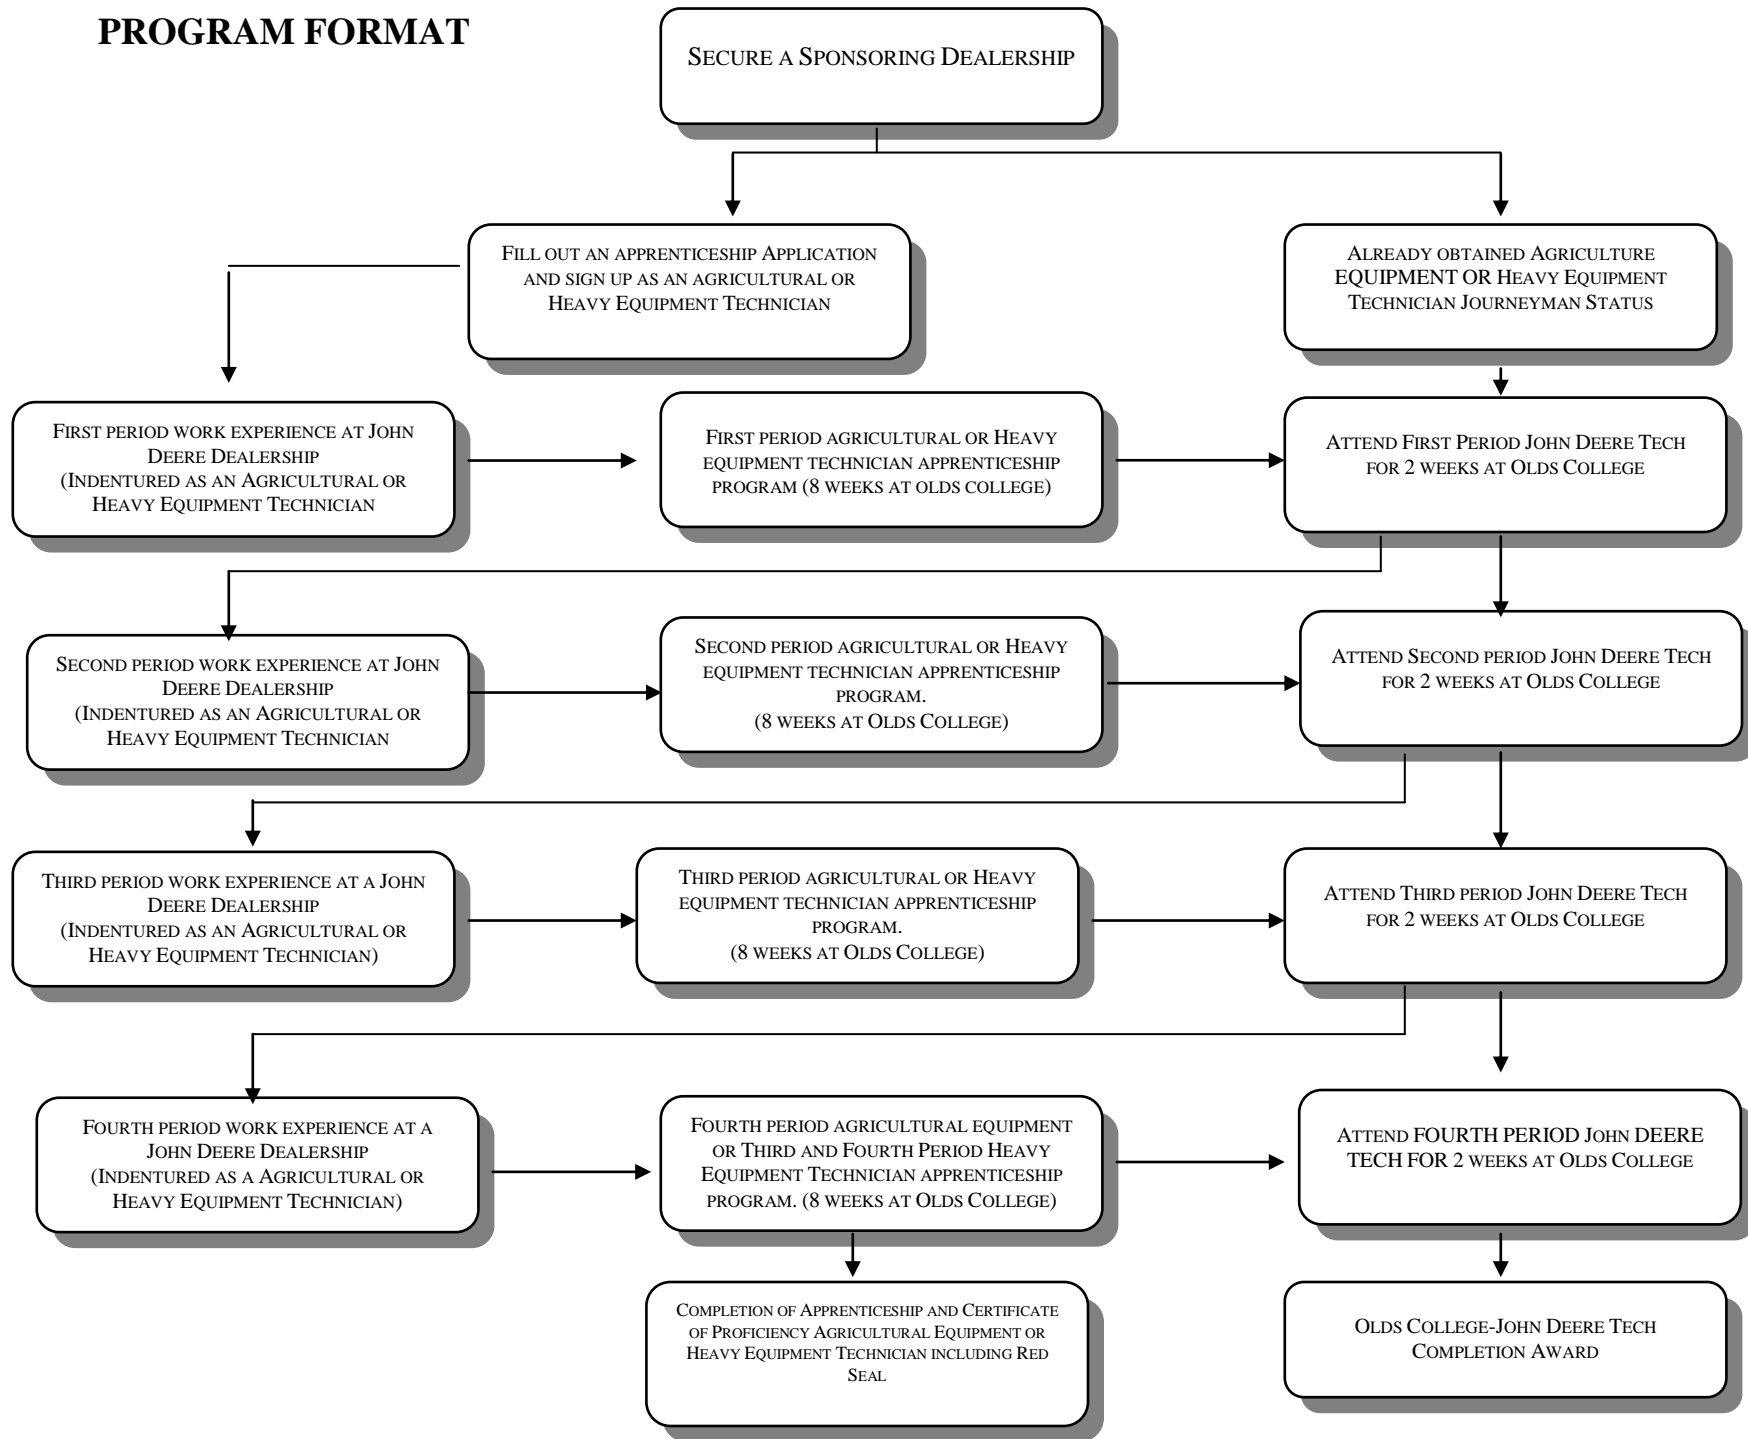 PROGRAM FORMAT
SECURE A SPONSORING DEALERSHIP
FILL OUT AN APPRENTICESHIP APPLICATION
AND SIGN UP AS AN AGRICULTURAL OR
HEAVY EQUIPMENT TECHNICIAN
ALREADY OBTAINED AGRICULTURE
EQUIPMENT OR HEAVY EQUIPMENT
TECHNICIAN JOURNEYMAN STATUS
FIRST PERIOD WORK EXPERIENCE AT JOHN
DEERE DEALERSHIP
(INDENTURED AS AN AGRICULTURAL OR
HEAVY EQUIPMENT TECHNICIAN
FIRST PERIOD AGRICULTURAL OR HEAVY
EQUIPMENT TECHNICIAN APPRENTICESHIP
PROGRAM (8 WEEKS AT OLDS COLLEGE)
ATTEND FIRST PERIOD JOHN DEERE TECH
FOR 2 WEEKS AT OLDS COLLEGE
SECOND PERIOD WORK EXPERIENCE AT JOHN
DEERE DEALERSHIP
(INDENTURED AS AN AGRICULTURAL OR
HEAVY EQUIPMENT TECHNICIAN
SECOND PERIOD AGRICULTURAL OR HEAVY
EQUIPMENT TECHNICIAN APPRENTICESHIP
PROGRAM.
(8 WEEKS AT OLDS COLLEGE)
ATTEND SECOND PERIOD JOHN DEERE TECH
FOR 2 WEEKS AT OLDS COLLEGE
THIRD PERIOD WORK EXPERIENCE AT A JOHN
DEERE DEALERSHIP
(INDENTURED AS AN AGRICULTURAL OR
HEAVY EQUIPMENT TECHNICIAN)
THIRD PERIOD AGRICULTURAL OR HEAVY
EQUIPMENT TECHNICIAN APPRENTICESHIP
PROGRAM.
(8 WEEKS AT OLDS COLLEGE)
ATTEND THIRD PERIOD JOHN DEERE TECH
FOR 2 WEEKS AT OLDS COLLEGE
FOURTH PERIOD WORK EXPERIENCE AT A
JOHN DEERE DEALERSHIP
(INDENTURED AS A AGRICULTURAL OR
HEAVY EQUIPMENT TECHNICIAN)
FOURTH PERIOD AGRICULTURAL EQUIPMENT
OR THIRD AND FOURTH PERIOD HEAVY
EQUIPMENT TECHNICIAN APPRENTICESHIP
PROGRAM. (8 WEEKS AT OLDS COLLEGE)
ATTEND FOURTH PERIOD JOHN DEERE
TECH FOR 2 WEEKS AT OLDS COLLEGE
COMPLETION OF APPRENTICESHIP AND CERTIFICATE
OF PROFICIENCY AGRICULTURAL EQUIPMENT OR
HEAVY EQUIPMENT TECHNICIAN INCLUDING RED
SEAL
OLDS COLLEGE-JOHN DEERE TECH
COMPLETION AWARD